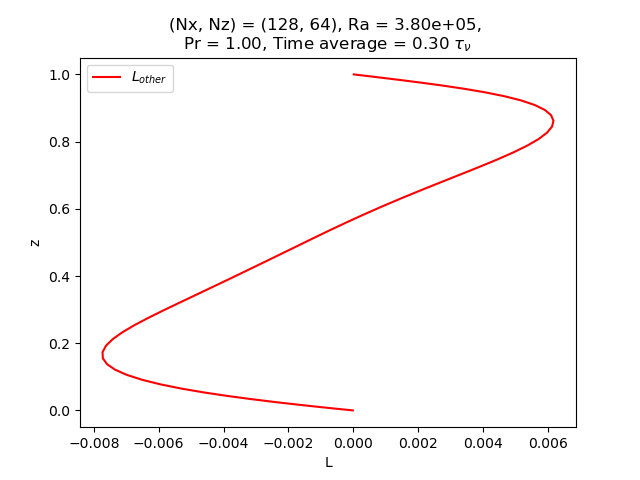 (Nx, Nz) = (128, 64), Ra = 3.80e+05,
Pr = 1.00, Time average = 0.30 τ_ν
L_other
1.0
0.8
0.6
0.4
0.2
0.0
z
−0.008 −0.006 −0.004 −0.002 0.000 0.002 0.004 0.006
L